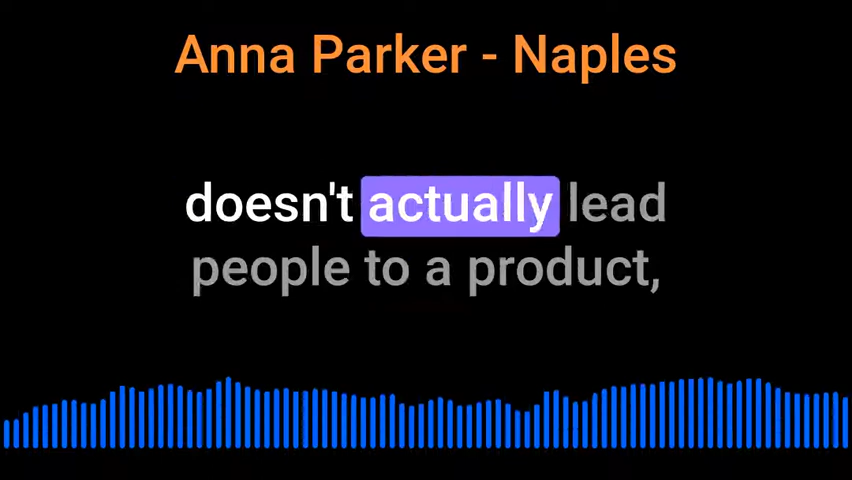 Anna Parker - Naples
doesn't actually lead
people to a product,